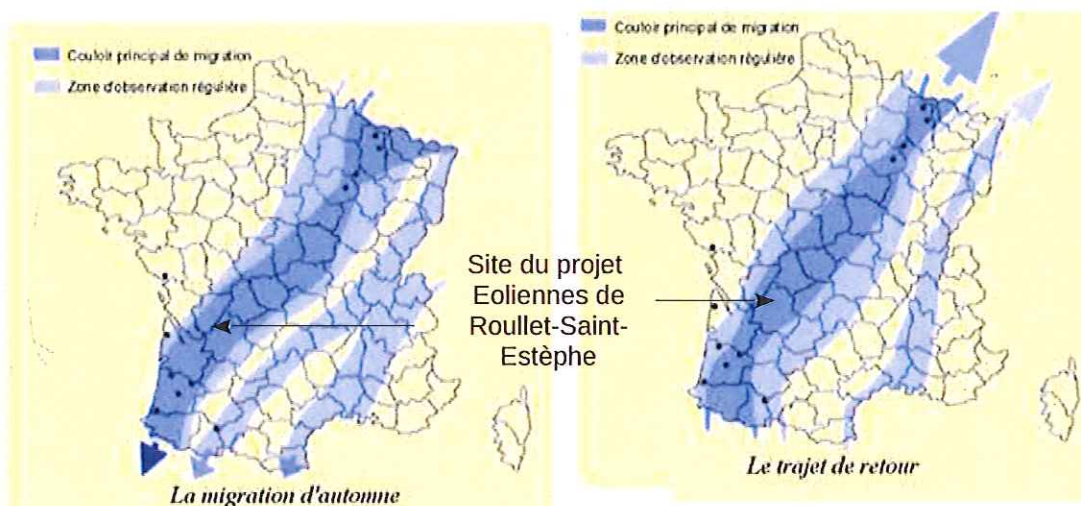 Couloir principal de migration
Zone d'observation régulière
La migration d'automne
Site du projet
Eoliennes de
Roullet-Saint-
Estèphe
Couloir principal de migration
Zone d'observation régulière
Le trajet de retour